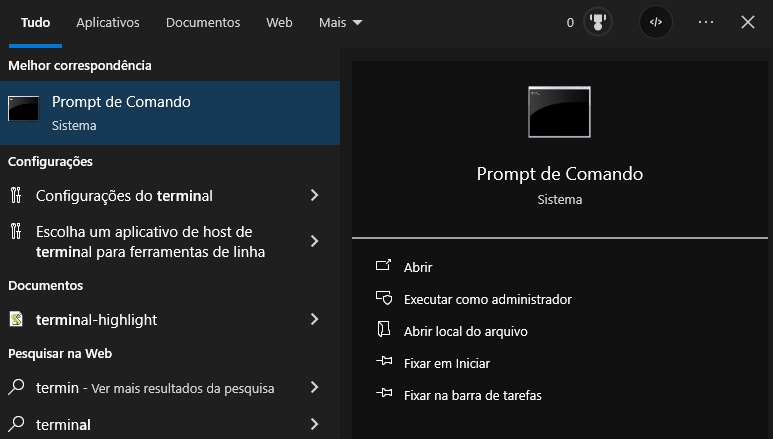 Tudo Aplicativos Documentos Web Mais 0
Melhor correspondência
Prompt de Comando
Sistema
Configurações
Configurações do terminal
Escolha um aplicativo de host de
terminal para ferramentas de linha
Documentos
terminal-highlight
Pesquisar na Web
termin - Ver mais resultados da pesquisa
terminal
Prompt de Comando
Sistema
Abrir
Executar como administrador
Abrir local do arquivo
Fixar em Iniciar
Fixar na barra de tarefas